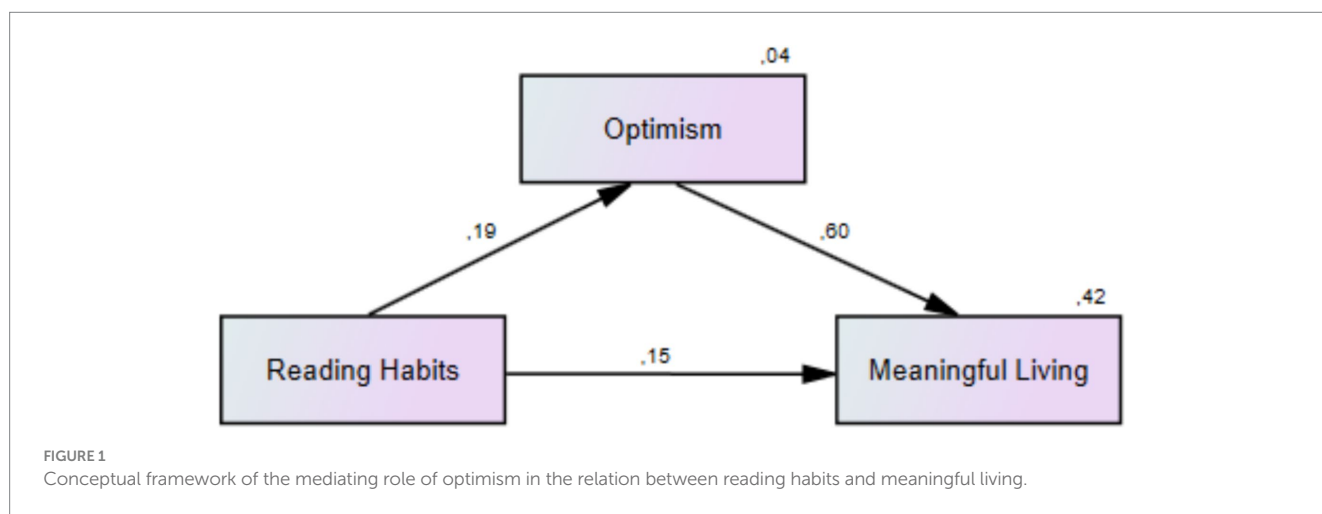 ,04
Optimism
,19
,60
,42
Reading Habits
,15
Meaningful Living
FIGURE 1
Conceptual framework of the mediating role of optimism in the relation between reading habits and meaningful living.